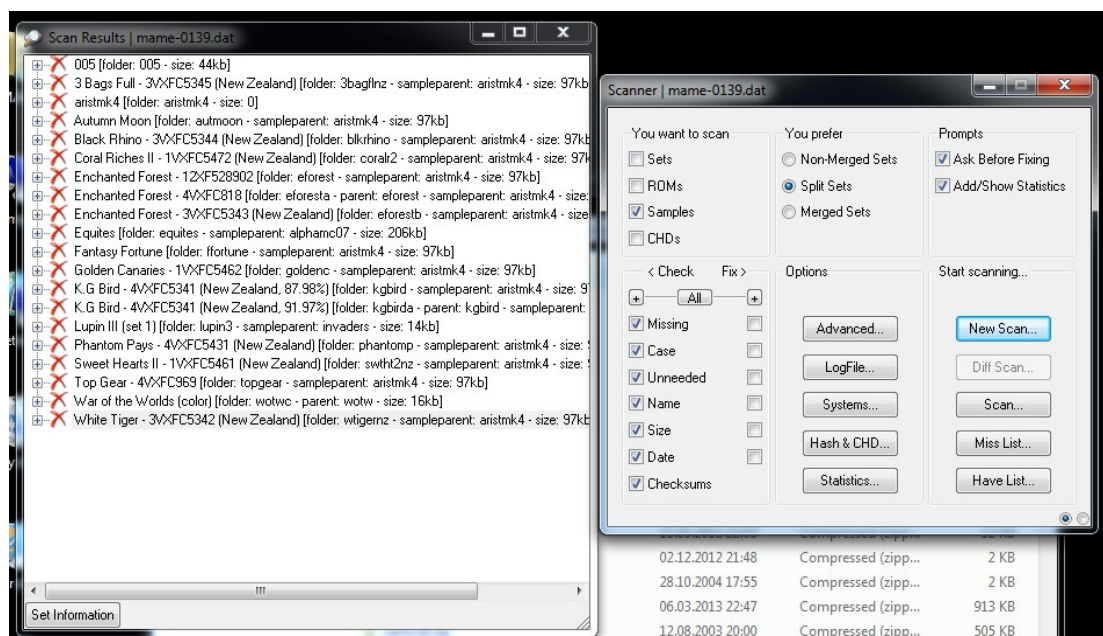 Scan Results | mame-0139.dat
005 [folder: 005 - size: 44kb]
3 Bags Full - 3VXFC5345 (New Zealand) [folder: 3bagflnz - sampleparent: aristmk4 - size: 97kb
aristmk4 [folder: aristmk4 - size: 0]
Autumn Moon [folder: autmoon - sampleparent: aristmk4 - size: 97kb]
Black Rhino - 3VXFC5344 (New Zealand) [folder: blkrhino - sampleparent: aristmk4 - size: 97kb
Coral Riches II - 1VXFC5472 (New Zealand) [folder: coralr2 - sampleparent: aristmk4 - size: 97k
Enchanted Forest - 12XF528902 [folder: eforest - sampleparent: aristmk4 - size: 97kb]
Enchanted Forest - 4VXFC818 [folder: eforesta - parent: eforest - sampleparent: aristmk4 - size:
Enchanted Forest - 3VXFC5343 (New Zealand) [folder: eforestb - sampleparent: aristmk4 - size
Equites [folder: equites - sampleparent: alphamc07 - size: 206kb]
Fantasy Fortune [folder: ffortune - sampleparent: aristmk4 - size: 97kb]
Golden Canaries - 1VXFC5462 [folder: goldenc - sampleparent: aristmk4 - size: 97kb]
K.G Bird - 4VXFC5341 (New Zealand, 87.98%) [folder: kgbird - sampleparent: aristmk4 - size: 9
K.G Bird - 4VXFC5341 (New Zealand, 91.97%) [folder: kgbirda - parent: kgbird - sampleparent:
Lupin III (set 1) [folder: lupin3 - sampleparent: invaders - size: 14kb]
Phantom Pays - 4VXFC5431 (New Zealand) [folder: phantomp - sampleparent: aristmk4 - size:
Sweet Hearts II - 1VXFC5461 (New Zealand) [folder: swtht2nz - sampleparent: aristmk4 - size:
Top Gear - 4VXFC969 [folder: topgear - sampleparent: aristmk4 - size: 97kb]
War of the Worlds (color) [folder: wotwc - parent: wotw - size: 16kb]
White Tiger - 3VXFC5342 (New Zealand) [folder: wtigernz - sampleparent: aristmk4 - size: 97kb
Set Information
Scanner | mame-0139.dat
You want to scan
Sets
ROMs
Samples
CHDs
You prefer
Non-Merged Sets
Split Sets
Merged Sets
Prompts
Ask Before Fixing
Add/Show Statistics
< Check Fix >
+ All +
Missing
Case
Unneeded
Name
Size
Date
Checksums
Options
Advanced...
LogFile...
Systems...
Hash & CHD...
Statistics...
Start scanning...
New Scan...
Diff Scan...
Scan...
Miss List...
Have List...
02.12.2012 21:48 Compressed (zipp... 2 KB
28.10.2004 17:55 Compressed (zipp... 2 KB
06.03.2013 22:47 Compressed (zipp... 913 KB
12.08.2003 20:00 Compressed (zipp... 505 KB